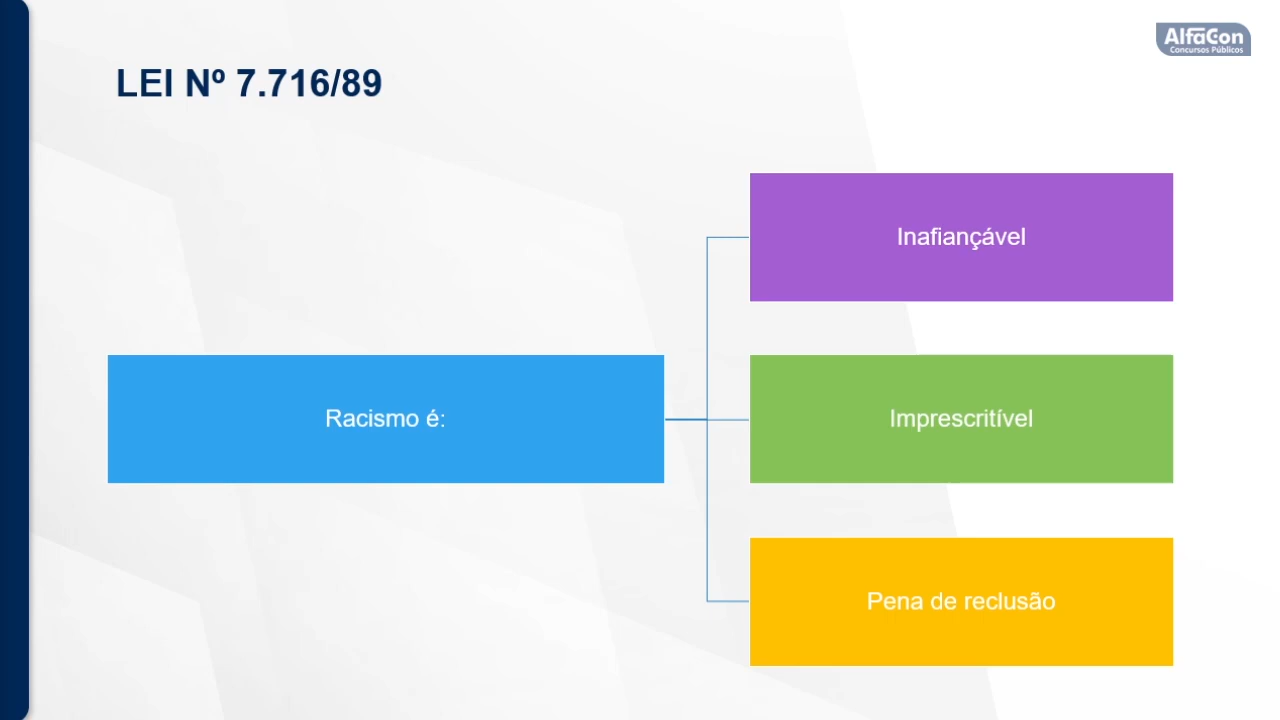 AlfaCon
Concursos Públicos
LEI Nº 7.716/89
Inafiançável
Racismo é:
Imprescritível
Pena de reclusão